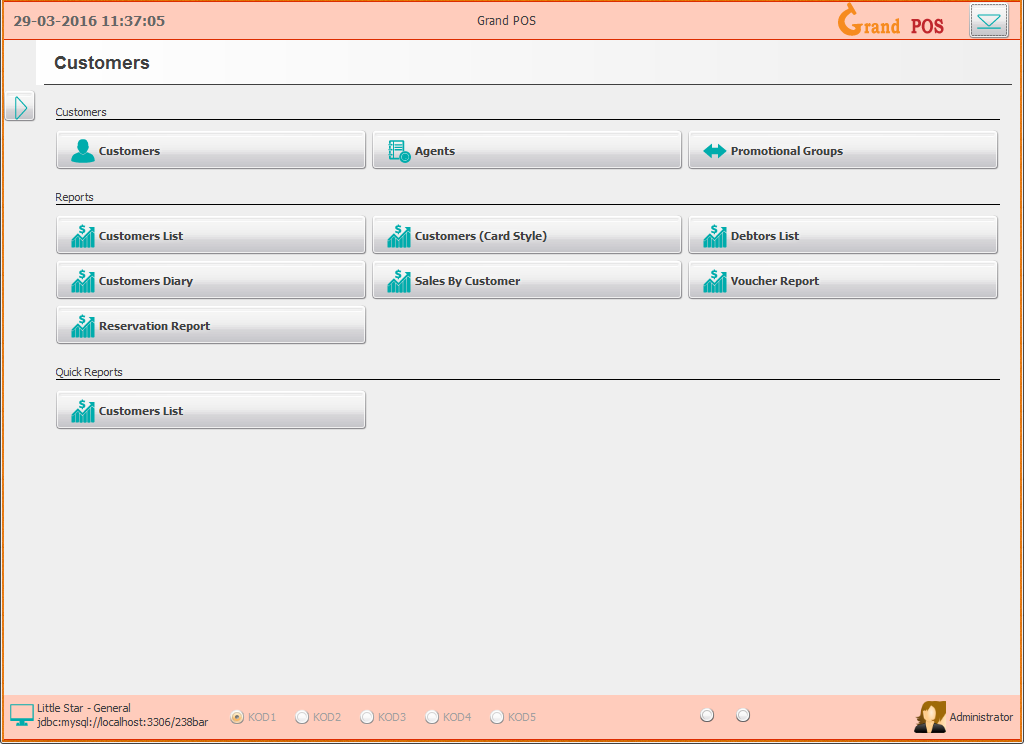 29-03-2016 11:37:05
Grand POS
Grand POS
Customers
Customers
Customers
Agents
Promotional Groups
Reports
Customers List
Customers (Card Style)
Debtors List
Customers Diary
Sales By Customer
Voucher Report
Reservation Report
Quick Reports
Customers List
Little Star - General
jdbc:mysql://localhost:3306/238bar
KOD1
KOD2
KOD3
KOD4
KOD5
Administrator